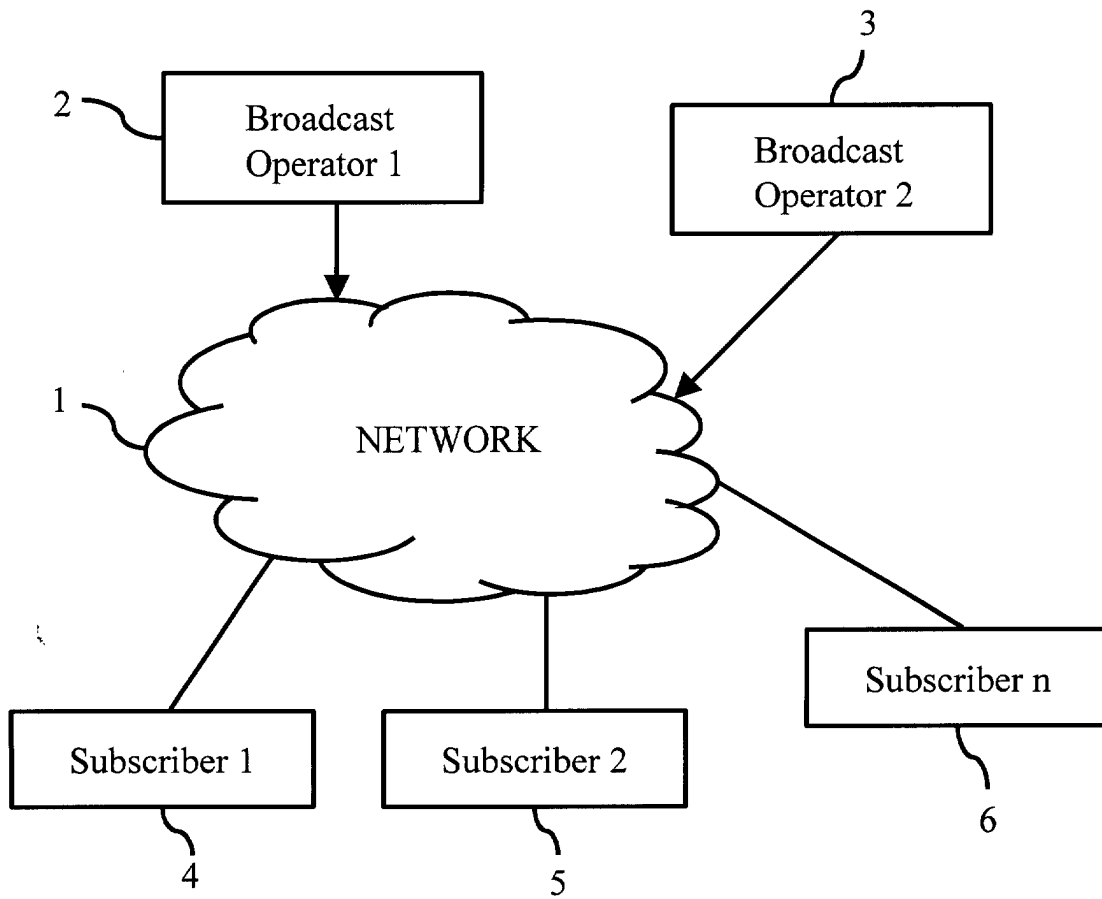 3
2
Broadcast
Operator 1
Broadcast
Operator 2
1
NETWORK
Subscriber n
Subscriber 1
Subscriber 2
6
4
5